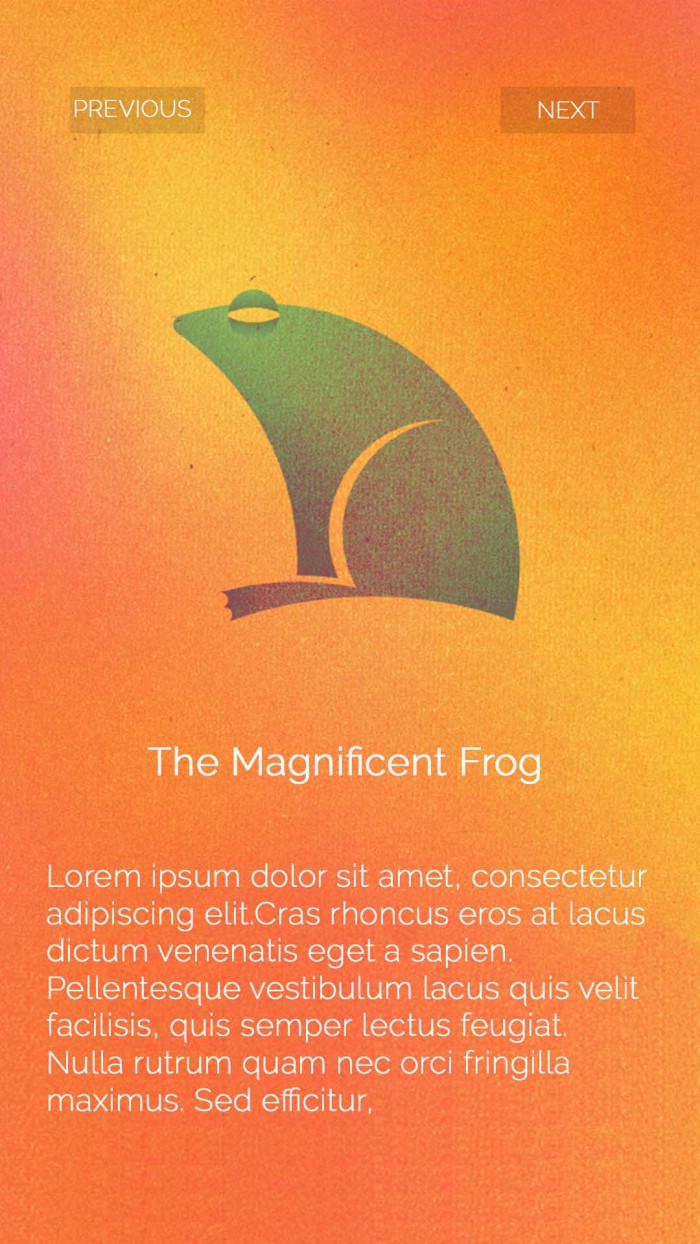 PREVIOUS
NEXT
The Magnificent Frog
Lorem ipsum dolor sit amet, consectetur
adipiscing elit.Cras rhoncus eros at lacus
dictum venenatis eget a sapien.
Pellentesque vestibulum lacus quis velit
facilisis, quis semper lectus feugiat.
Nulla rutrum quam nec orci fringilla
maximus. Sed efficitur,